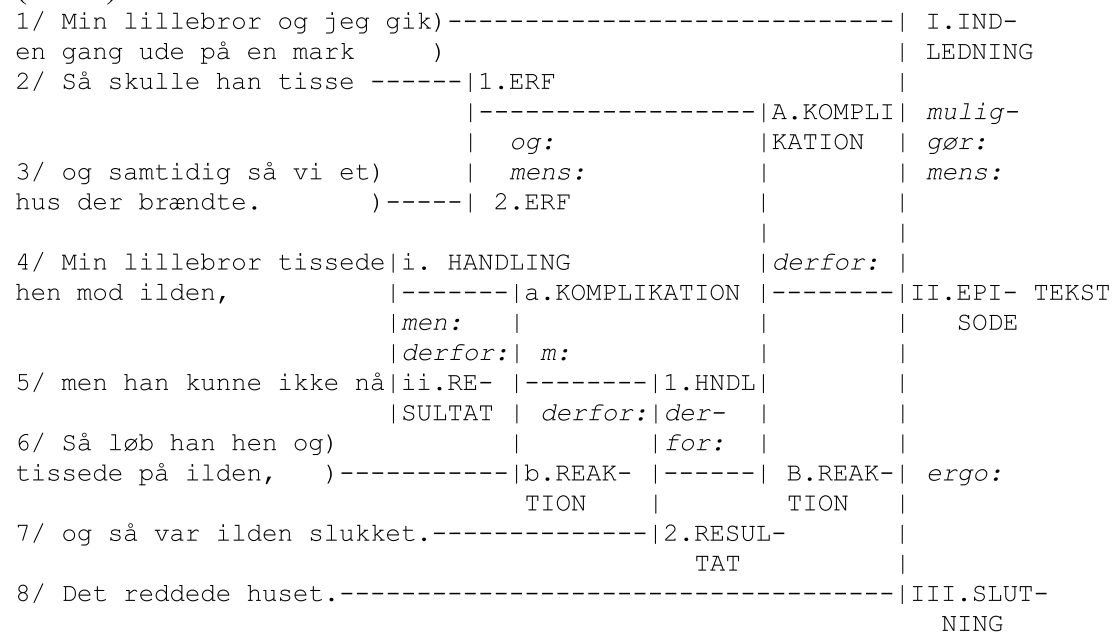 1/ Min lillebror og jeg gik)-----------------------------| I.IND-
en gang ude på en mark     )                              | LEDNING
2/ Så skulle han tisse ------|1.ERF                       |
                             |------------------|A.KOMPLI| mulig-
                             |  og:             |KATION  | gør:
3/ og samtidig så vi et)     |  mens:           |        | mens:
hus der brændte.       )-----| 2.ERF            |        |
                                                |        |
4/ Min lillebror tissede|i. HANDLING            |derfor: |
hen mod ilden,          |-------|a.KOMPLIKATION |--------|II.EPI- TEKST
                        |men:   |               |        |   SODE
                        |derfor:| m:            |        |
5/ men han kunne ikke nå|ii.RE- |--------|1.HNDL|        |
                        |SULTAT | derfor:|der-  |        |
6/ Så løb han hen og)           |        |for:  |        |
tissede på ilden,   )-----------|b.REAK- |------| B.REAK-| ergo:
                                 TION    |        TION   |
7/ og så var ilden slukket.--------------|2.RESUL-       |
                                            TAT          |
8/ Det reddede huset.------------------------------------|III.SLUT-
                                                            NING